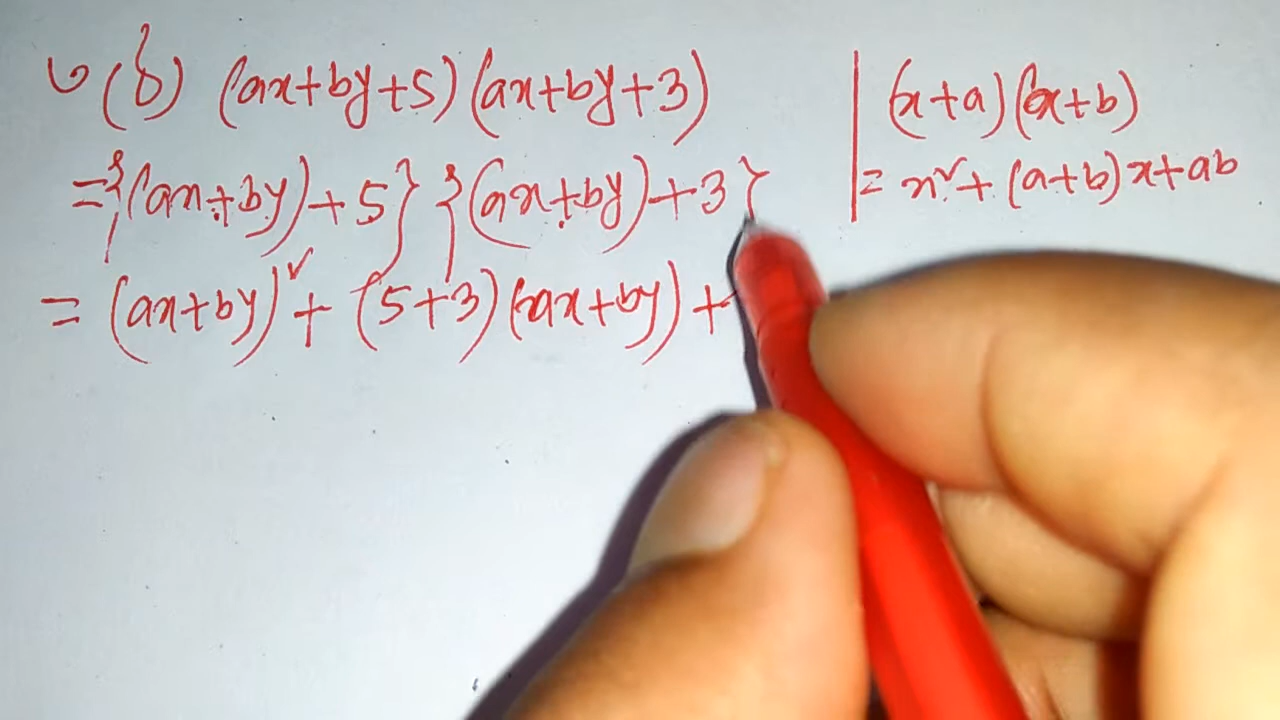 ৩ (চ) (ax+by+5)(ax+by+3)
={(ax+by)+5} {(ax+by)+3}
= (ax+by)² + (5+3)(ax+by) +
(x+a)(x+b)
= x² + (a+b)x+ab